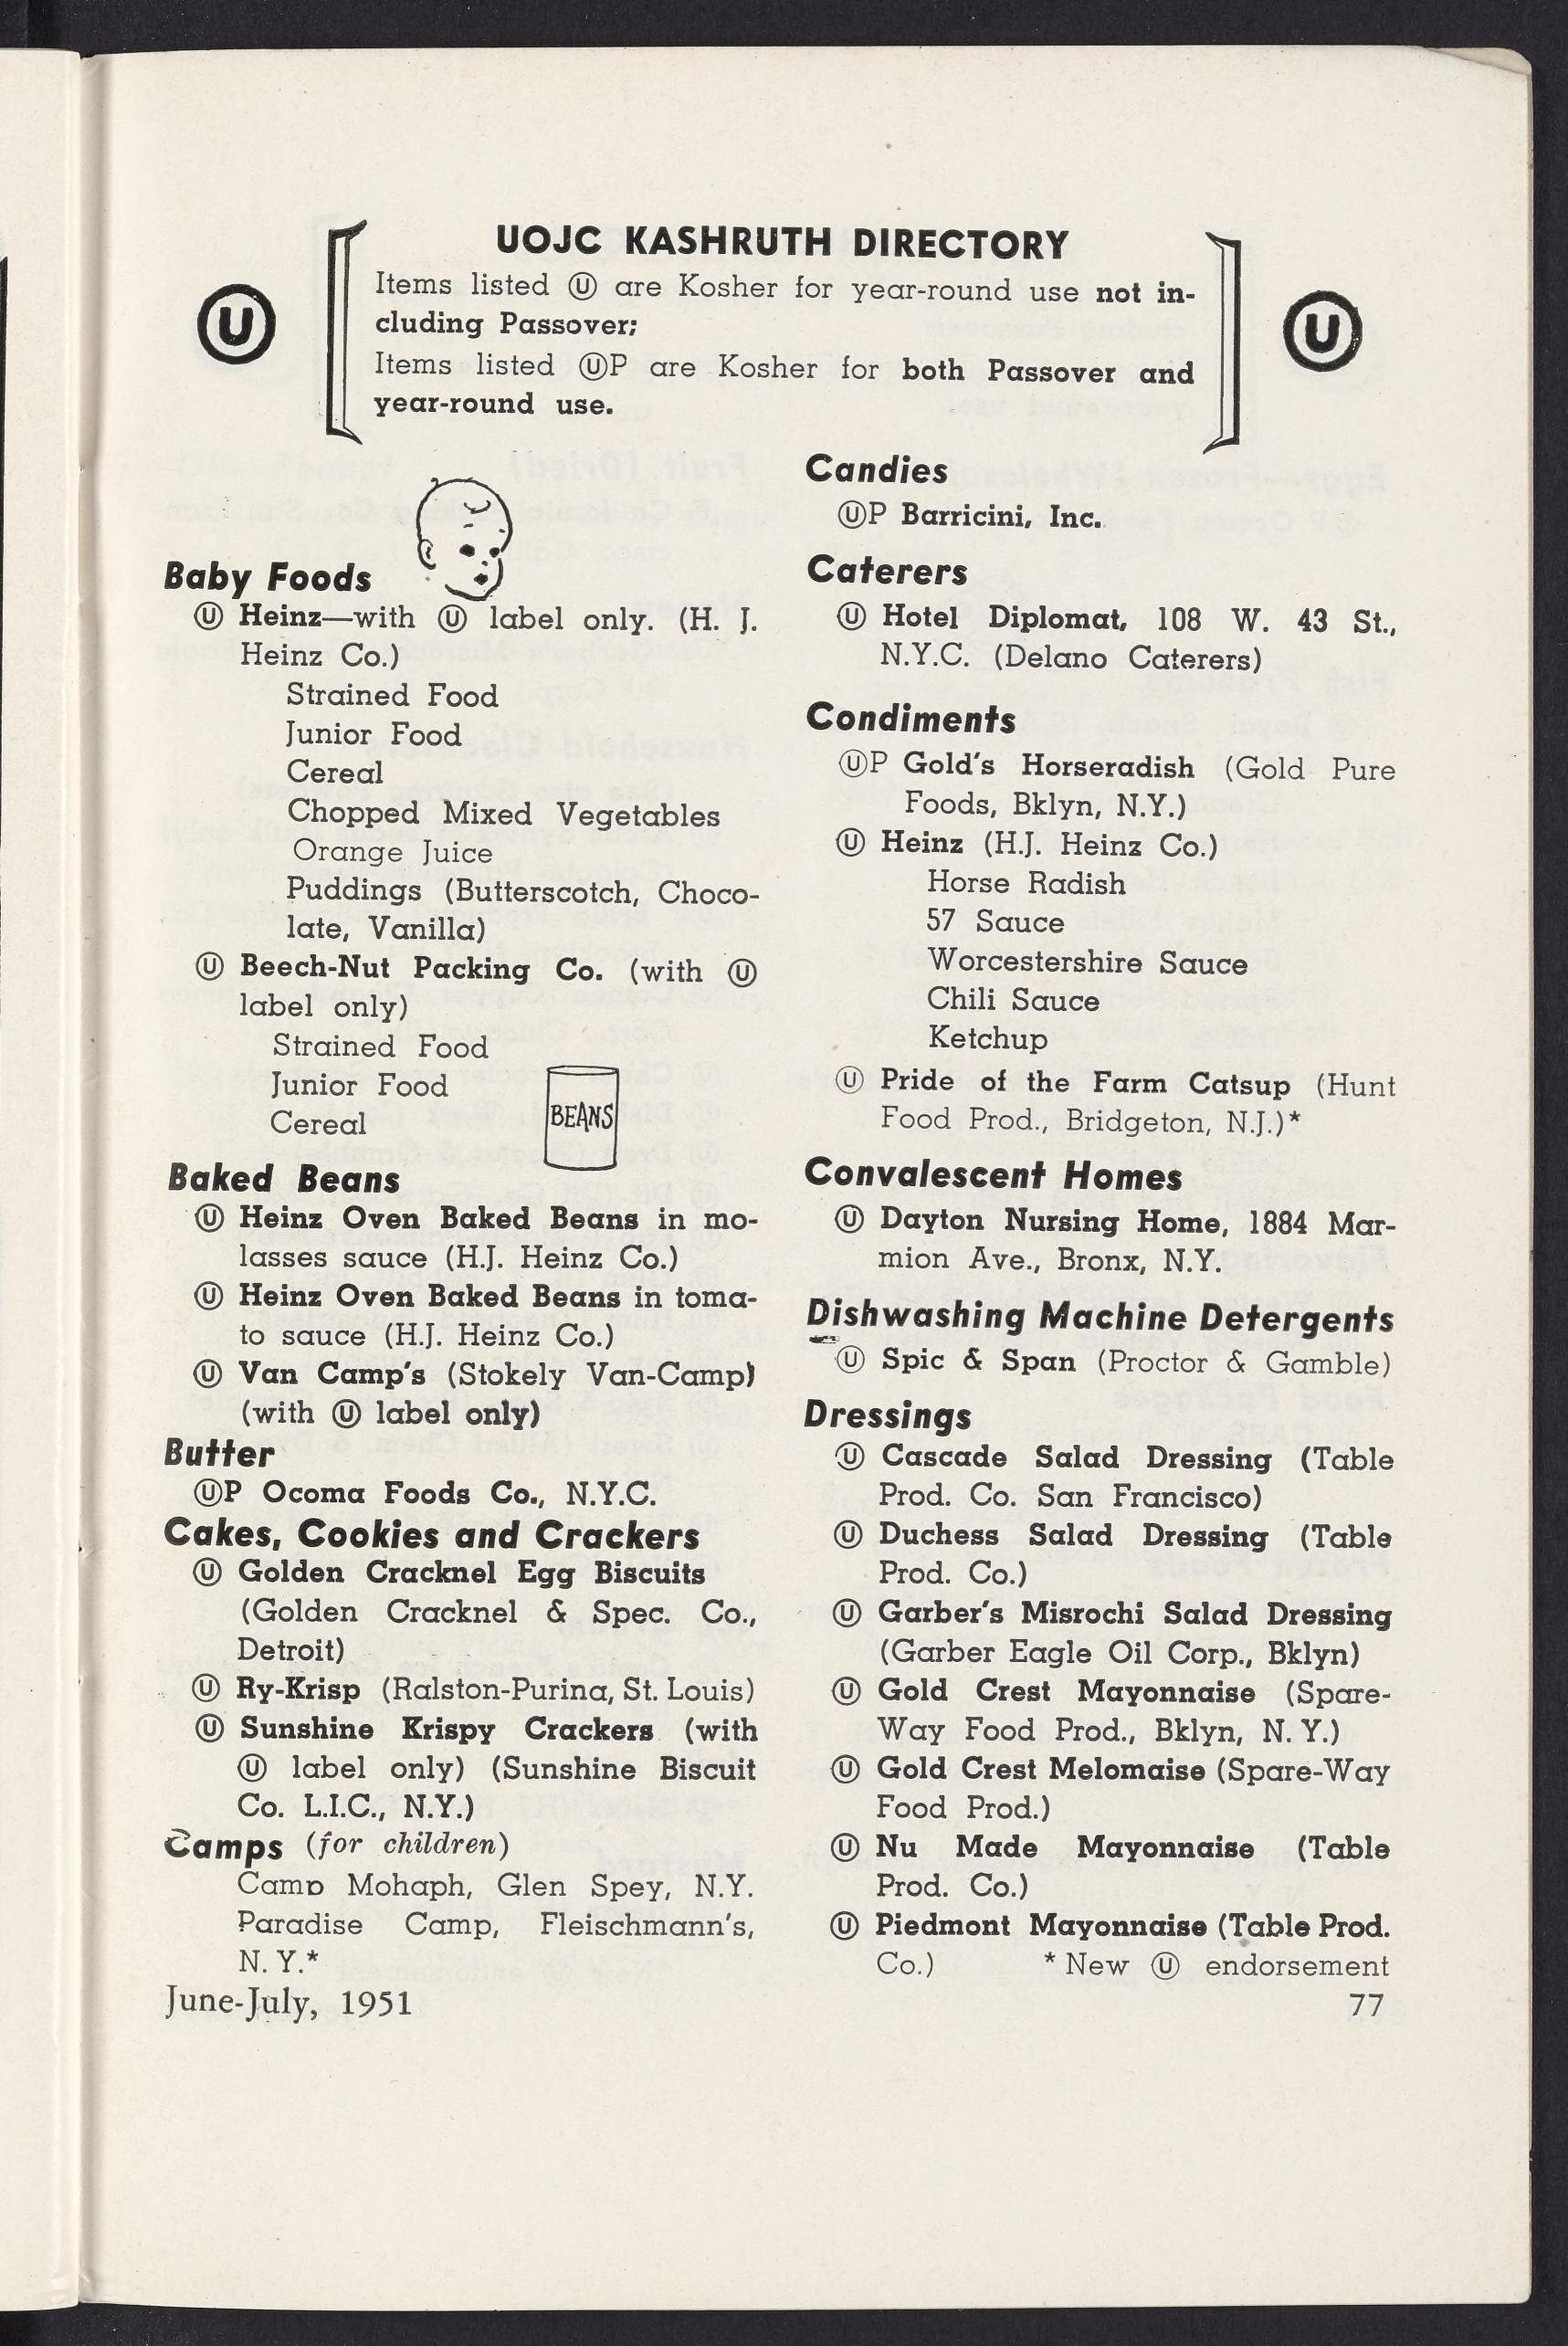 UOJC KASHRUTH DIRECTORY
Items listed Ⓤ are Kosher for year-round use not in-
cluding Passover;
Items listed ⓊP are Kosher for both Passover and
year-round use.
Ⓤ
Ⓤ
Baby Foods
Ⓤ Heinz—with Ⓤ label only. (H. J.
Heinz Co.)
Strained Food
Junior Food
Cereal
Chopped Mixed Vegetables
Orange Juice
Puddings (Butterscotch, Choco-
late, Vanilla)
Ⓤ Beech-Nut Packing Co. (with Ⓤ
label only)
Strained Food
Junior Food
Cereal
BEANS
Baked Beans
Ⓤ Heinz Oven Baked Beans in mo-
lasses sauce (H.J. Heinz Co.)
Ⓤ Heinz Oven Baked Beans in toma-
to sauce (H.J. Heinz Co.)
Ⓤ Van Camp's (Stokely Van-Camp)
(with Ⓤ label only)
Butter
ⓊP Ocoma Foods Co., N.Y.C.
Cakes, Cookies and Crackers
Ⓤ Golden Cracknel Egg Biscuits
(Golden Cracknel & Spec. Co.,
Detroit)
Ⓤ Ry-Krisp (Ralston-Purina, St. Louis)
Ⓤ Sunshine Krispy Crackers (with
Ⓤ label only) (Sunshine Biscuit
Co. L.I.C., N.Y.)
Camps (for children)
Camp Mohaph, Glen Spey, N.Y.
Paradise Camp, Fleischmann's,
N. Y.*
Candies
ⓊP Barricini, Inc.
Caterers
Ⓤ Hotel Diplomat, 108 W. 43 St.,
N.Y.C. (Delano Caterers)
Condiments
ⓊP Gold's Horseradish (Gold Pure
Foods, Bklyn, N.Y.)
Ⓤ Heinz (H.J. Heinz Co.)
Horse Radish
57 Sauce
Worcestershire Sauce
Chili Sauce
Ketchup
Ⓤ Pride of the Farm Catsup (Hunt
Food Prod., Bridgeton, N.J.)*
Convalescent Homes
Ⓤ Dayton Nursing Home, 1884 Mar-
mion Ave., Bronx, N.Y.
Dishwashing Machine Detergents
Ⓤ Spic & Span (Proctor & Gamble)
Dressings
Ⓤ Cascade Salad Dressing (Table
Prod. Co. San Francisco)
Ⓤ Duchess Salad Dressing (Table
Prod. Co.)
Ⓤ Garber's Misrochi Salad Dressing
(Garber Eagle Oil Corp., Bklyn)
Ⓤ Gold Crest Mayonnaise (Spare-
Way Food Prod., Bklyn, N. Y.)
Ⓤ Gold Crest Melomaise (Spare-Way
Food Prod.)
Ⓤ Nu Made Mayonnaise (Table
Prod. Co.)
Ⓤ Piedmont Mayonnaise (Table Prod.
Co.) * New Ⓤ endorsement
June-July, 1951
77